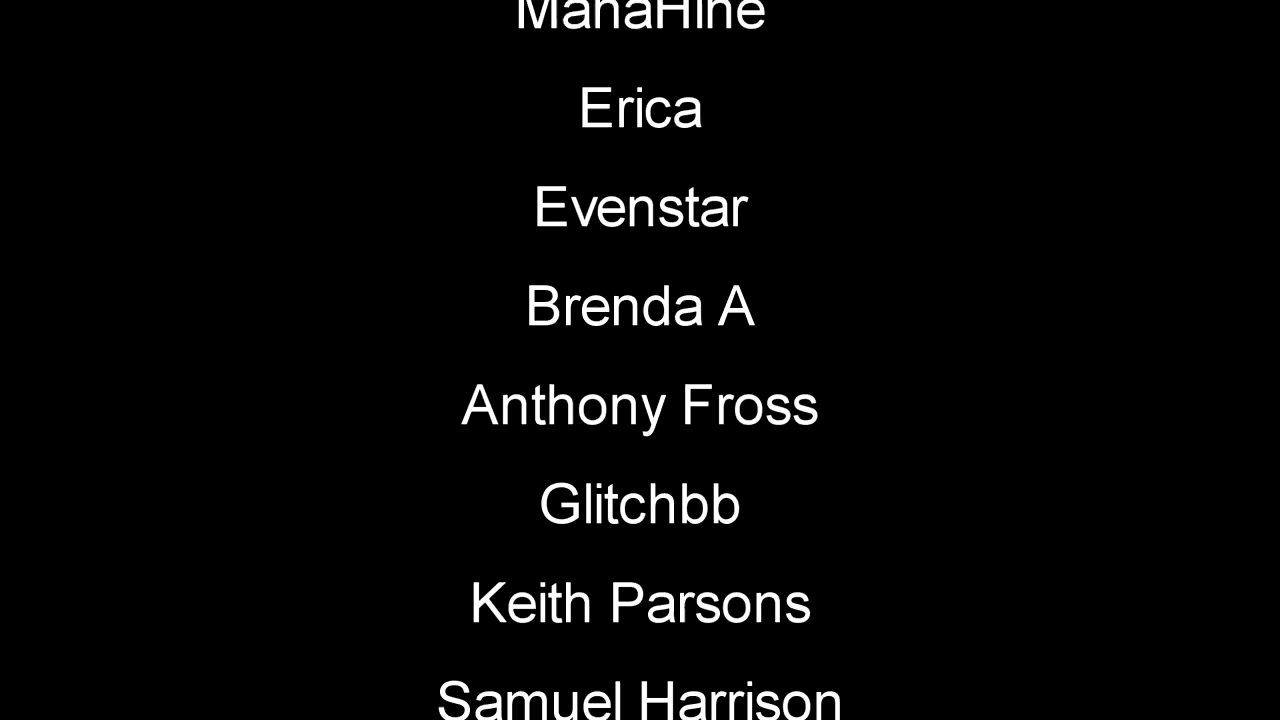 ManaHine
Erica
Evenstar
Brenda A
Anthony Fross
Glitchbb
Keith Parsons
Samuel Harrison